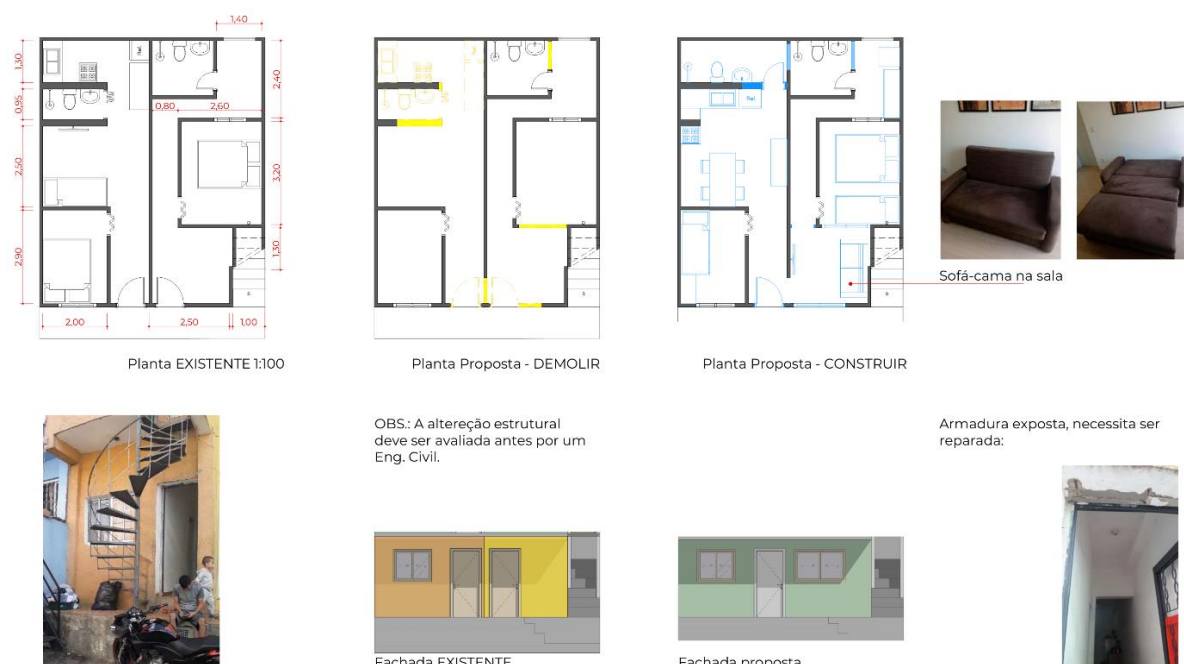 1,40
1,30
0,95
2,50
2,90
Ref.
0,80
2,60
2,40
3,20
1,30
2,00
2,50
1,00
Planta EXISTENTE 1:100
Planta Proposta - DEMOLIR
Ref.
Planta Proposta - CONSTRUIR
Sofá-cama na sala
OBS.: A altereção estrutural
deve ser avaliada antes por um
Eng. Civil.
Armadura exposta, necessita ser
reparada:
Fachada EXISTENTE
Fachada proposta